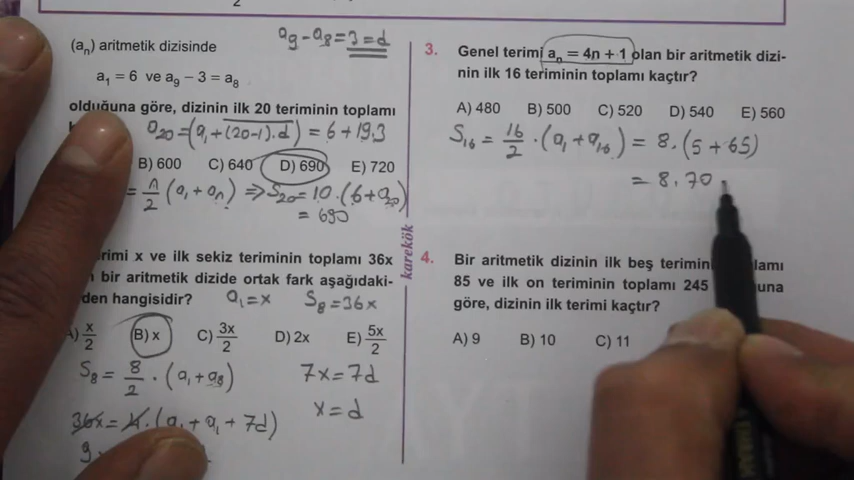 2
(aₙ) aritmetik dizisinde
a₉ - a₈ = 3 = d
a₁ = 6 ve a₉ – 3 = a₈
olduğuna göre, dizinin ilk 20 teriminin toplamı
a₂₀ = (a₁ + (20-1).d) = 6 + 19.3
B) 600 C) 640 D) 690 E) 720
= n/2 (a₁ + aₙ) ⇒ S₂₀ = 10.(6 + a₂₀)
= 690
rimi x ve ilk sekiz teriminin toplamı 36x
bir aritmetik dizide ortak fark aşağıdaki-
den hangisidir?
a₁ = x S₈ = 36x
A) x/2 B) x C) 3x/2 D) 2x E) 5x/2
S₈ = 8/2 . (a₁ + a₈) 7x = 7d
36x = 4.(a₁ + a₁ + 7d) x = d
9
karekök
3. Genel terimi aₙ = 4n + 1 olan bir aritmetik dizi-
nin ilk 16 teriminin toplamı kaçtır?
A) 480 B) 500 C) 520 D) 540 E) 560
S₁₆ = 16/2 . (a₁ + a₁₆) = 8.(5 + 65)
= 8.70
4. Bir aritmetik dizinin ilk beş terimin lamı
85 ve ilk on teriminin toplamı 245 una
göre, dizinin ilk terimi kaçtır?
A) 9 B) 10 C) 11